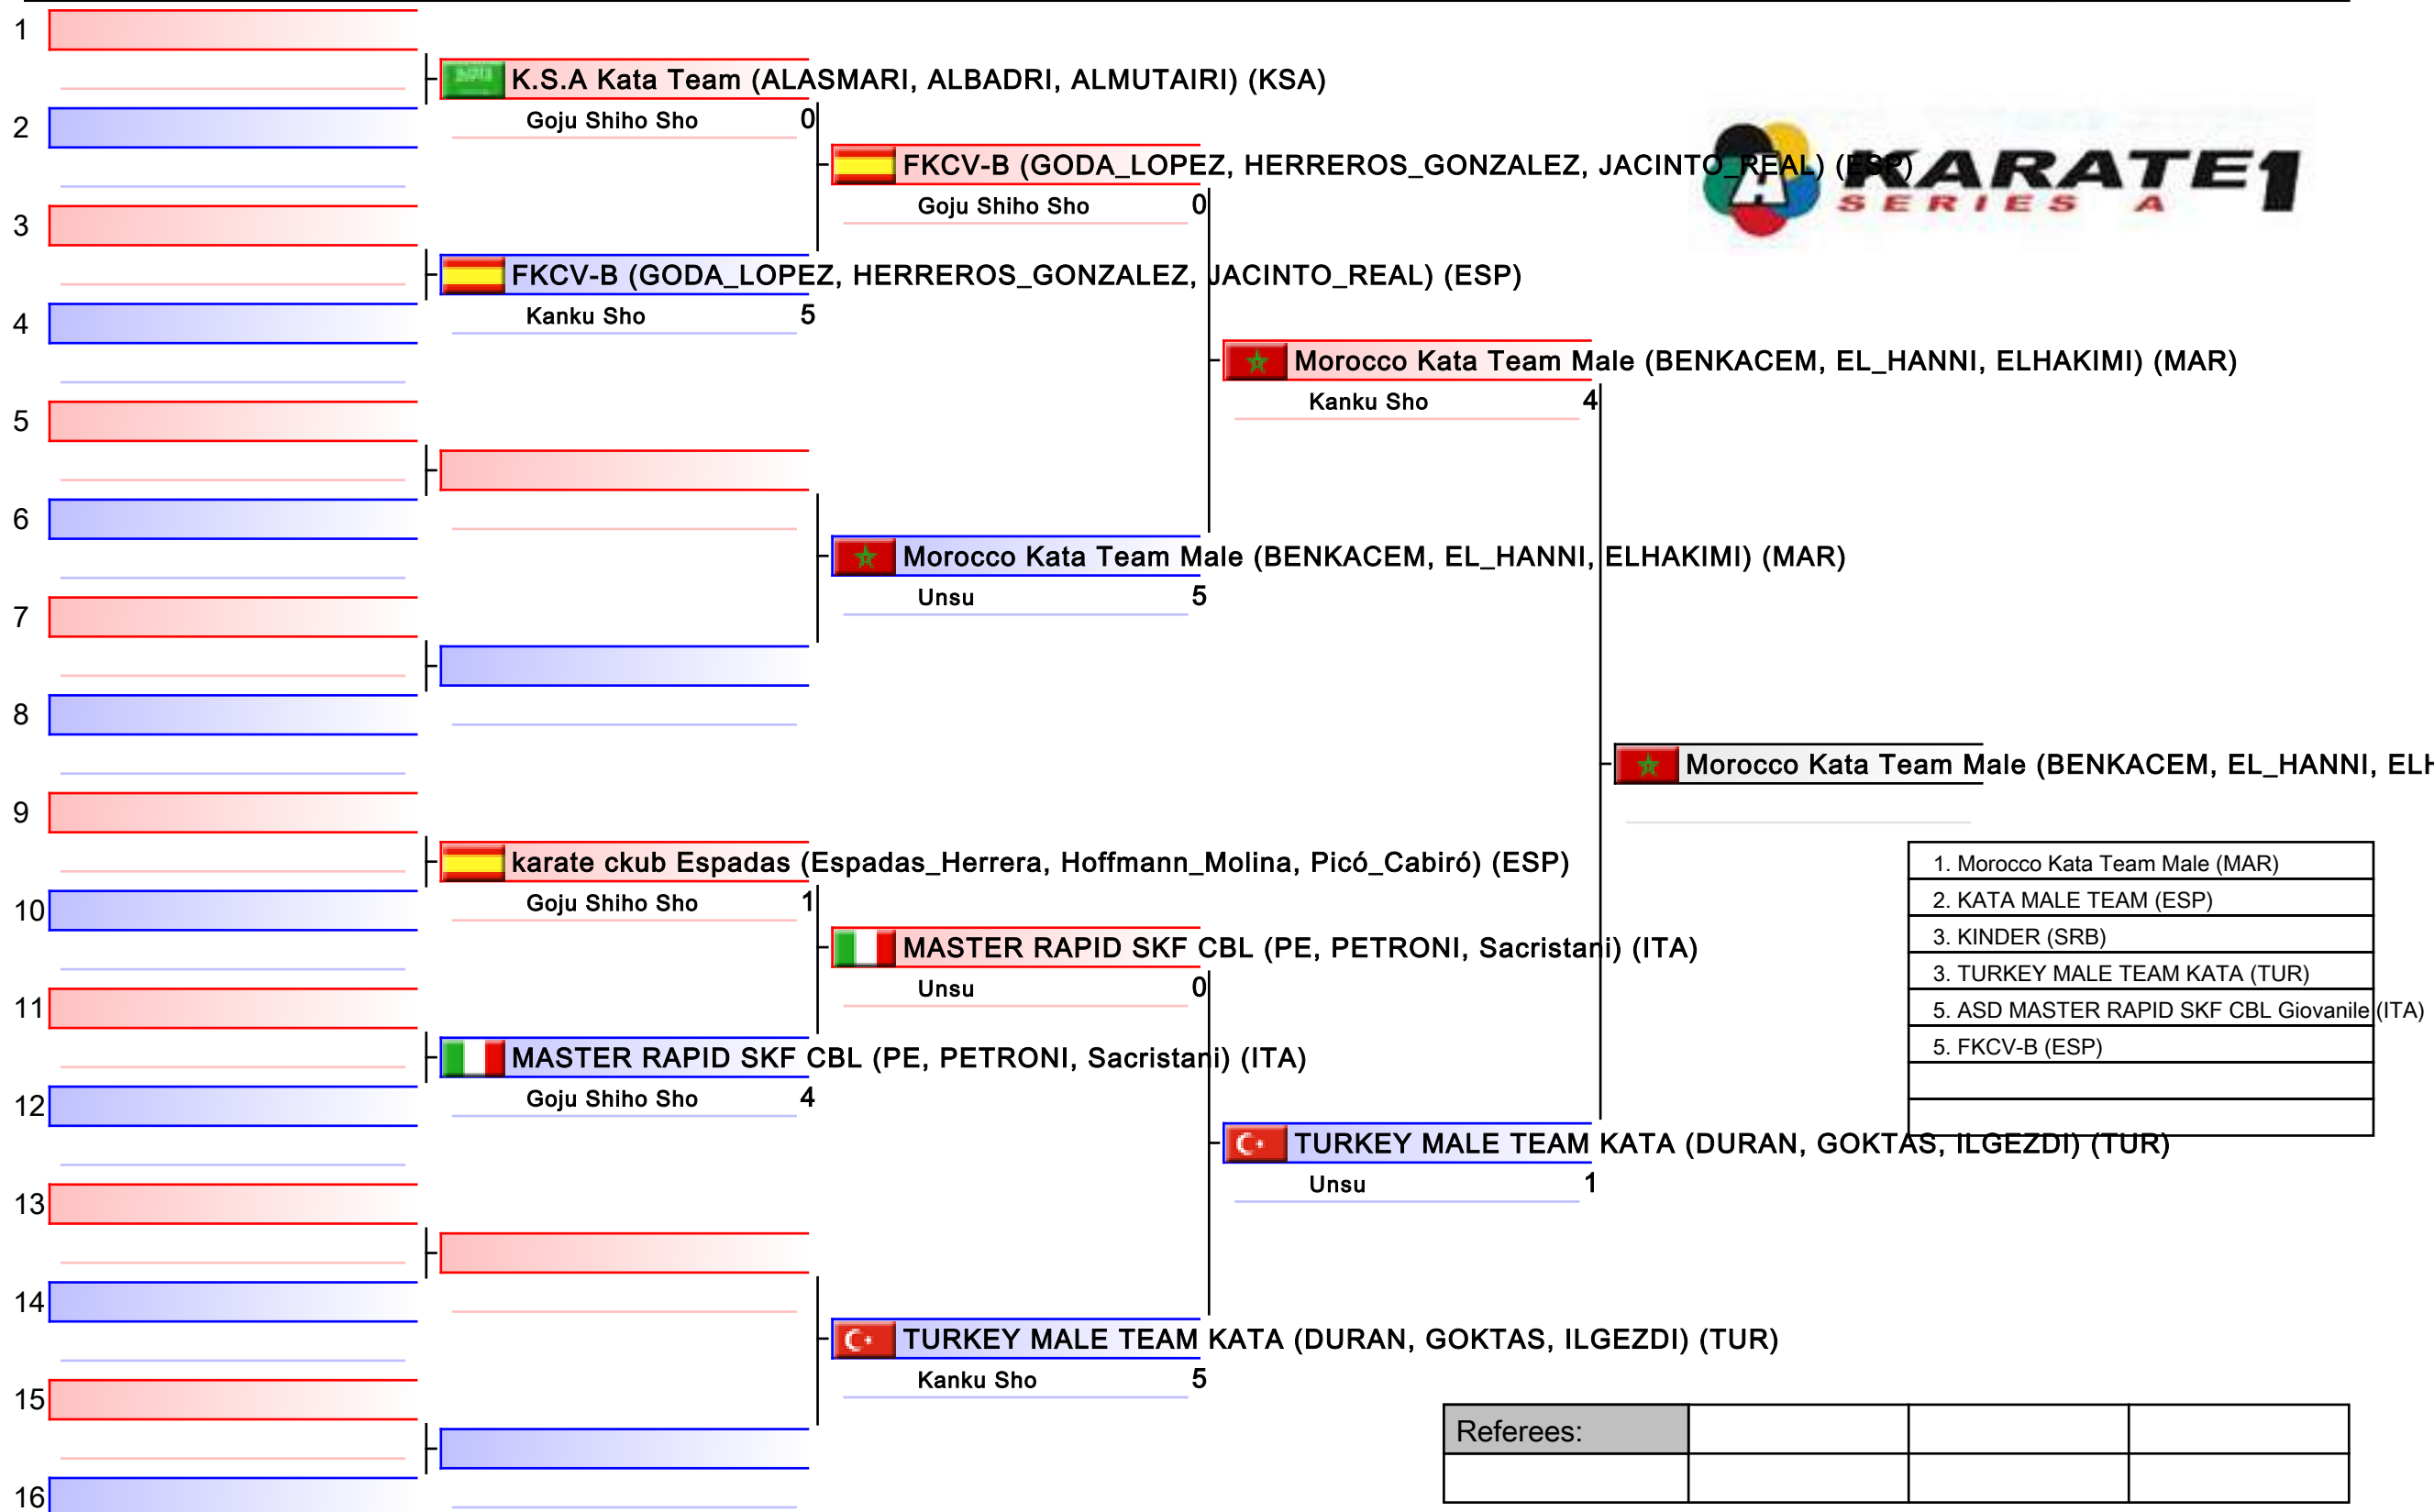 1
K.S.A Kata Team (ALASMARI, ALBADRI, ALMUTAIRI) (KSA)
Goju Shiho Sho 0
2
FKCV-B (GODA_LOPEZ, HERREROS_GONZALEZ, JACINTO_REAL) (ESP)
Goju Shiho Sho 0
KARATE1
SERIES A
3
FKCV-B (GODA_LOPEZ, HERREROS_GONZALEZ, JACINTO_REAL) (ESP)
Kanku Sho 5
4
Morocco Kata Team Male (BENKACEM, EL_HANNI, ELHAKIMI) (MAR)
Kanku Sho 4
5
6
Morocco Kata Team Male (BENKACEM, EL_HANNI, ELHAKIMI) (MAR)
Unsu 5
7
8
Morocco Kata Team Male (BENKACEM, EL_HANNI, ELH
9
karate ckub Espadas (Espadas_Herrera, Hoffmann_Molina, Picó_Cabiró) (ESP)
Goju Shiho Sho 1
10
MASTER RAPID SKF CBL (PE, PETRONI, Sacristani) (ITA)
Unsu 0
11
MASTER RAPID SKF CBL (PE, PETRONI, Sacristani) (ITA)
Goju Shiho Sho 4
12
1. Morocco Kata Team Male (MAR)
2. KATA MALE TEAM (ESP)
3. KINDER (SRB)
3. TURKEY MALE TEAM KATA (TUR)
5. ASD MASTER RAPID SKF CBL Giovanile (ITA)
5. FKCV-B (ESP)
TURKEY MALE TEAM KATA (DURAN, GOKTAS, ILGEZDI) (TUR)
Unsu 1
13
14
TURKEY MALE TEAM KATA (DURAN, GOKTAS, ILGEZDI) (TUR)
Kanku Sho 5
15
Referees:
16